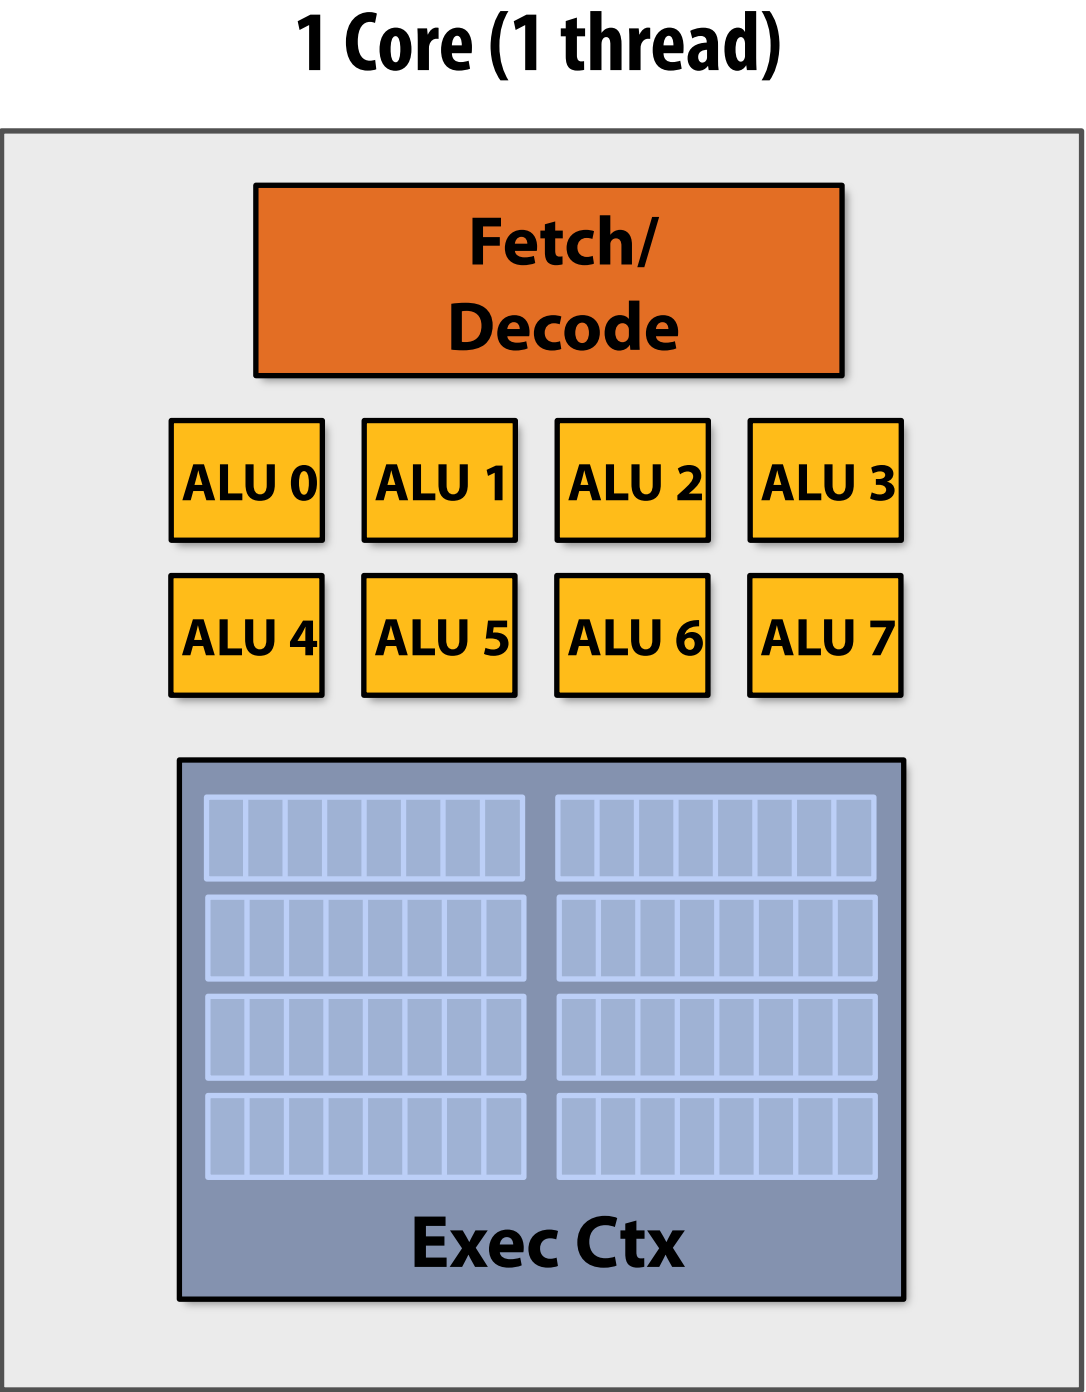 1 Core (1 thread)
Fetch/
Decode
ALU 0 ALU 1 ALU 2 ALU 3
ALU 4 ALU 5 ALU 6 ALU 7
Exec Ctx